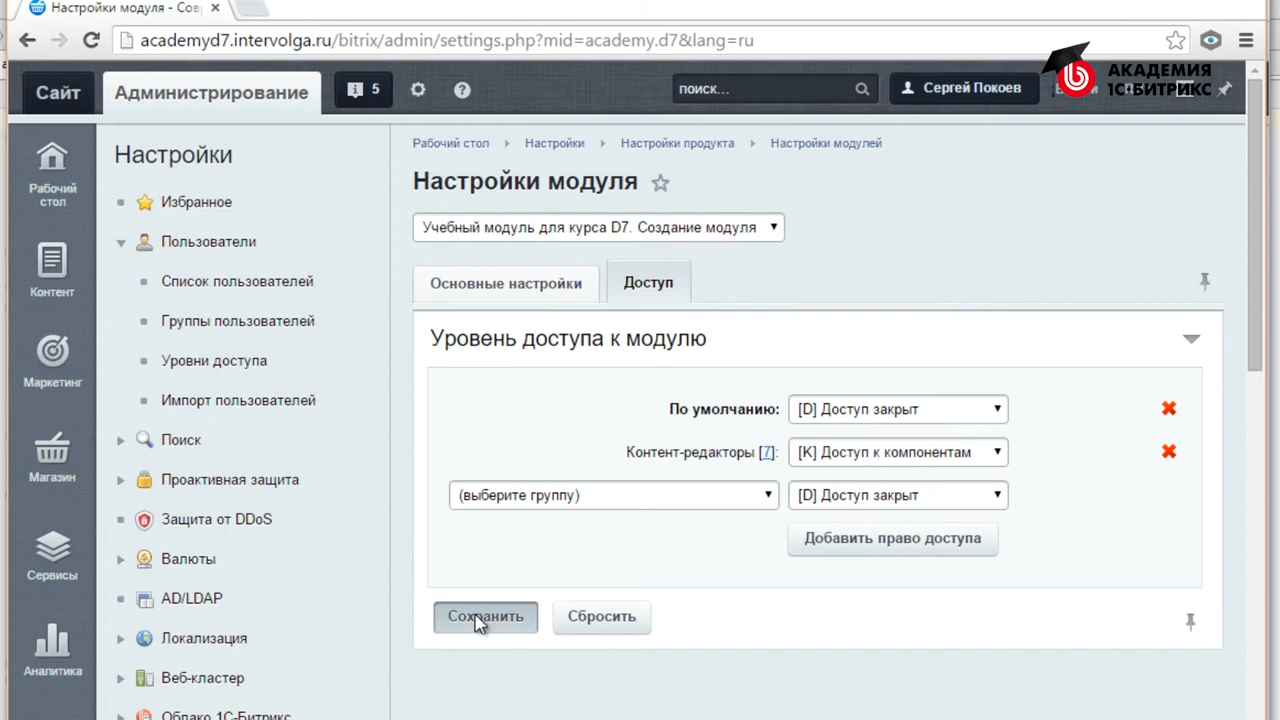 Настройки модуля - Сов
academyd7.intervolga.ru/bitrix/admin/settings.php?mid=academy.d7&lang=ru
Сайт
Администрирование
5
поиск...
Сергей Покоев
АКАДЕМИЯ
1С-БИТРИКС
Рабочий
стол
Контент
Маркетинг
Магазин
Сервисы
Аналитика
Настройки
Избранное
Пользователи
Список пользователей
Группы пользователей
Уровни доступа
Импорт пользователей
Поиск
Проактивная защита
Защита от DDoS
Валюты
AD/LDAP
Локализация
Веб-кластер
Облако 1С-Битрикс
Рабочий стол Настройки Настройки продукта Настройки модулей
Настройки модуля
Учебный модуль для курса D7. Создание модуля
Основные настройки
Доступ
Уровень доступа к модулю
По умолчанию: [D] Доступ закрыт
Контент-редакторы [7]: [K] Доступ к компонентам
(выберите группу) [D] Доступ закрыт
Добавить право доступа
Сохранить Сбросить